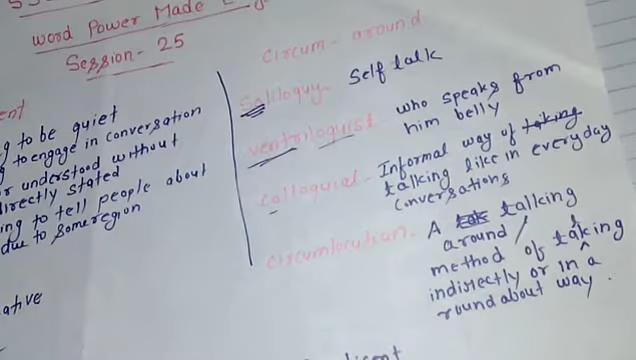 word Power Made
Session - 25
to be quiet
to engage in conversation
or understood without
directly stated
ing to tell people about
due to some region
ative
circum - around
Soliloquy - Self talk
ventriloquist - who speaks from
him belly
colloquial - Informal way of taking
talking like in everyday
conversations
circumlocution - A talk talking
around /
method of talking
indirectly or in a
round about way.